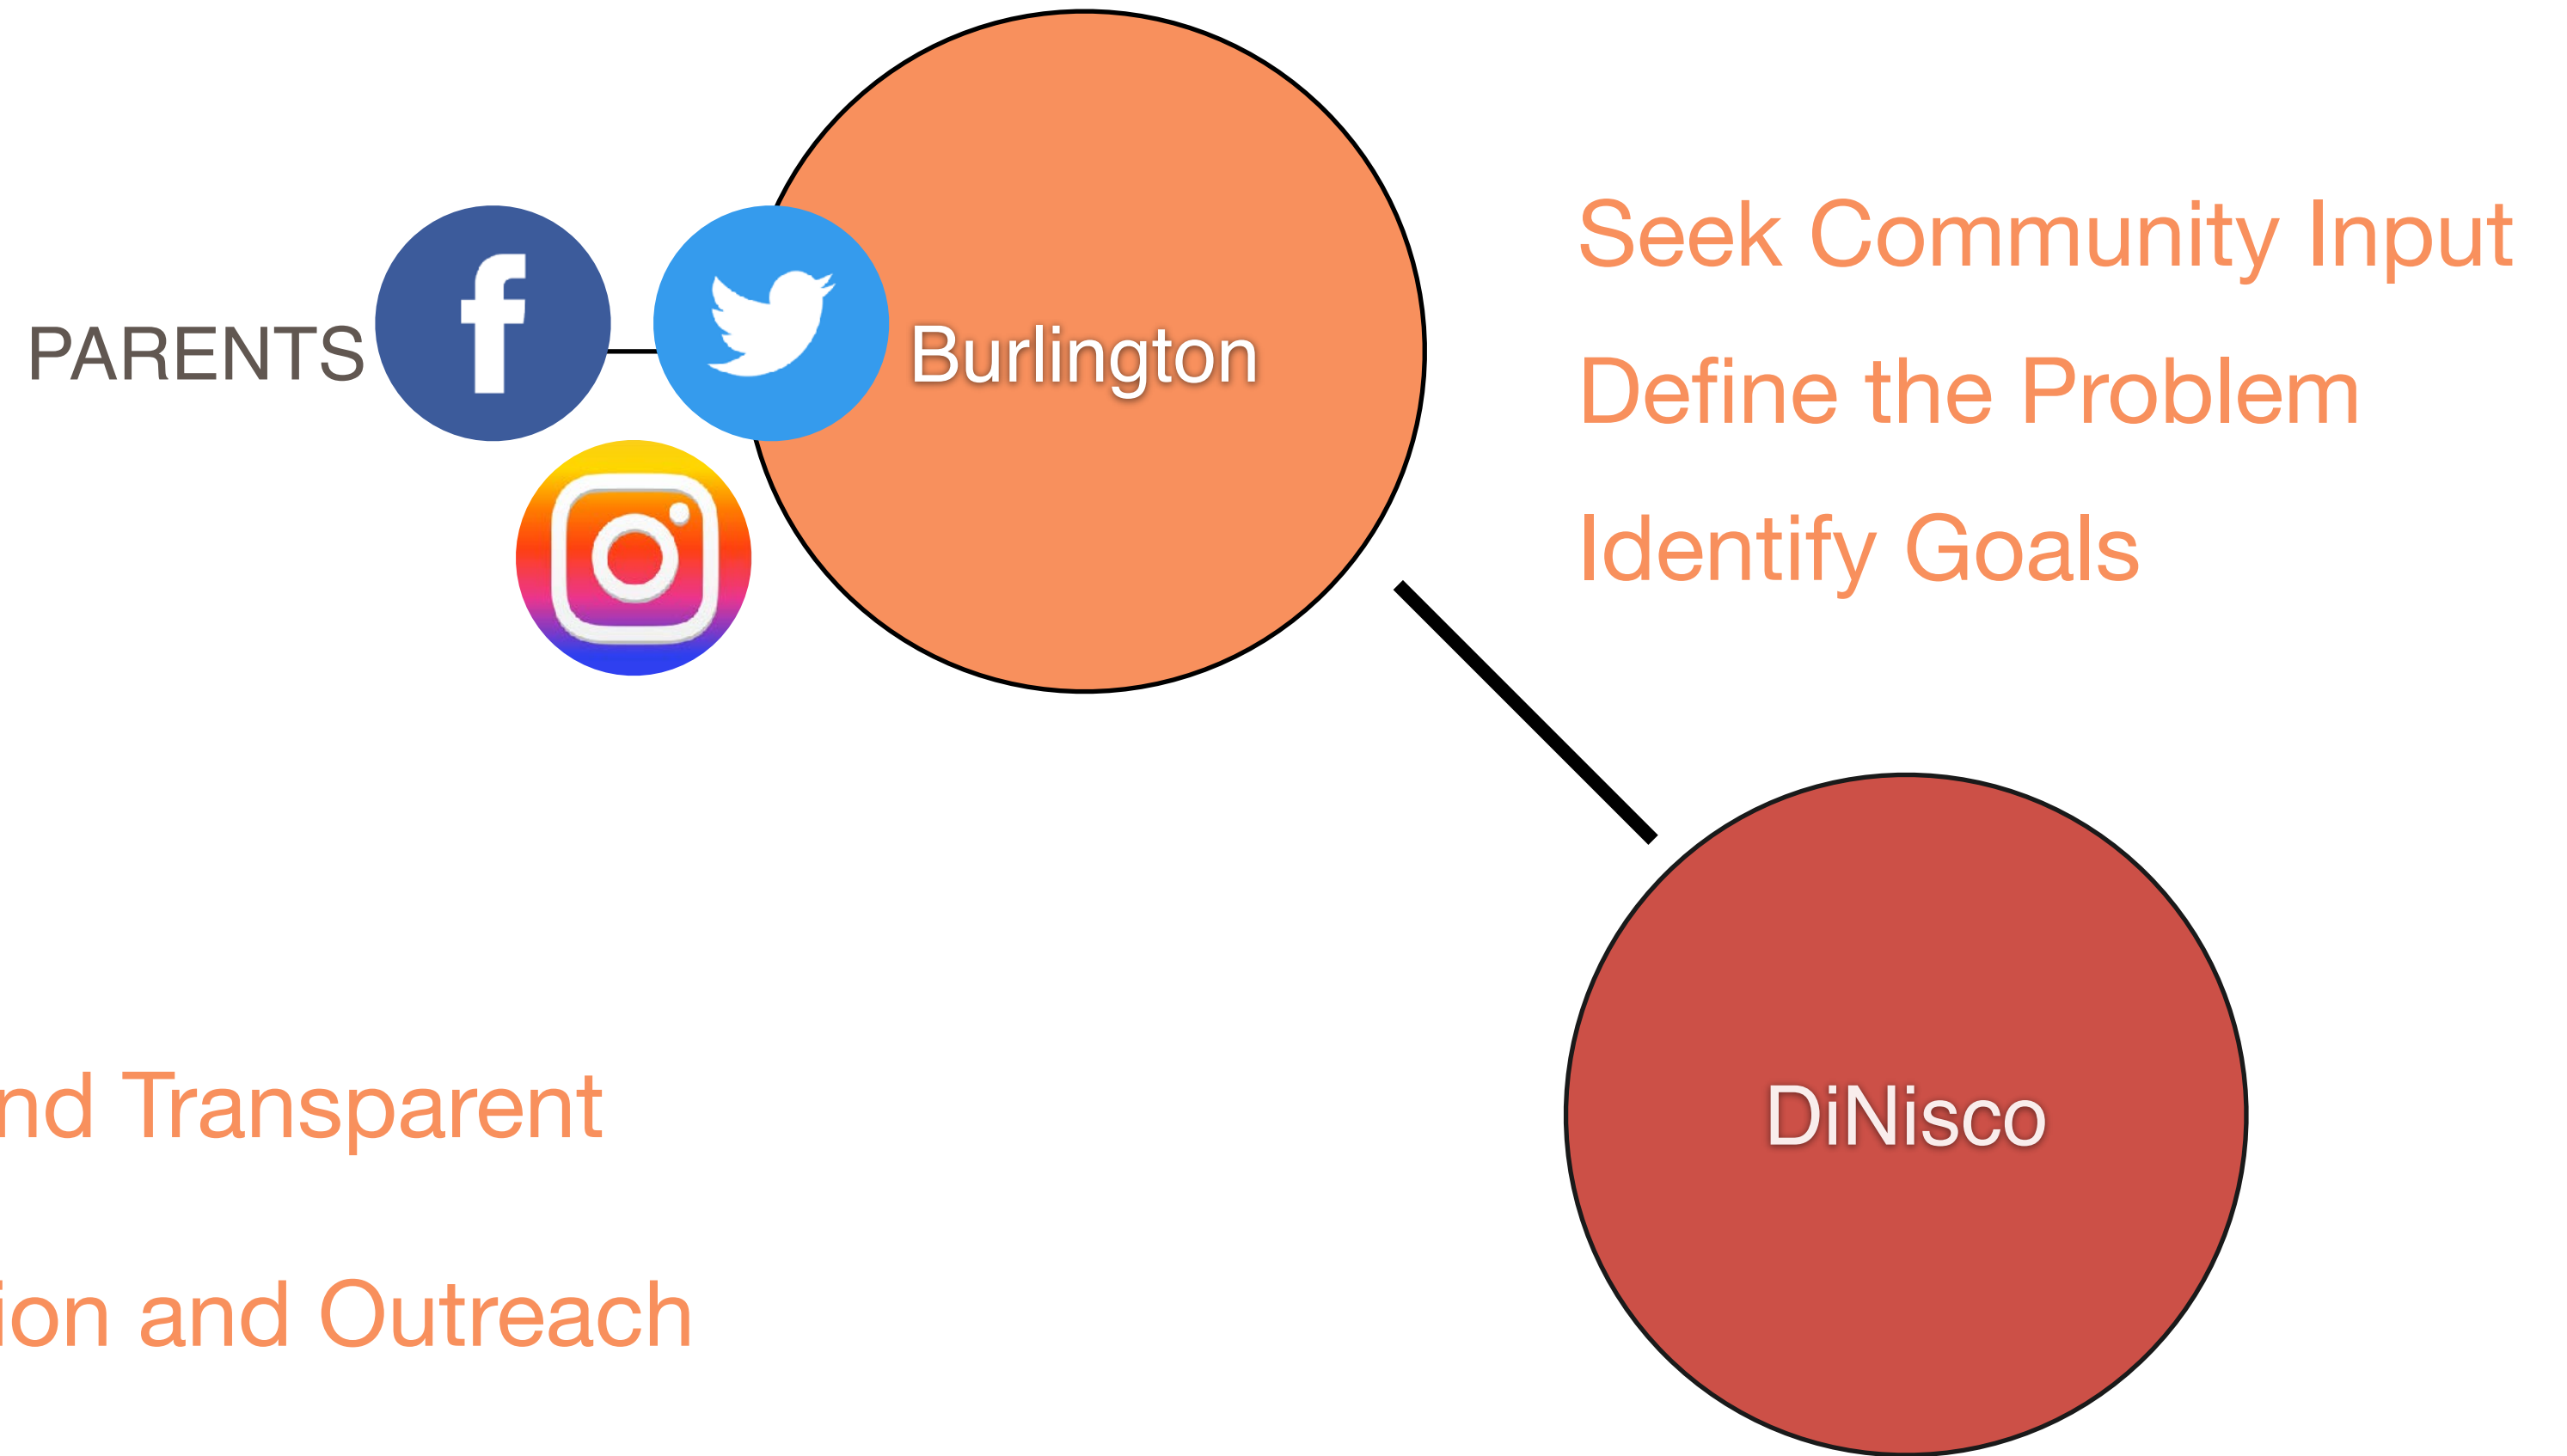 Seek Community Input
PARENTS
Burlington
Define the Problem
Identify Goals
nd Transparent
DiNisco
ion and Outreach